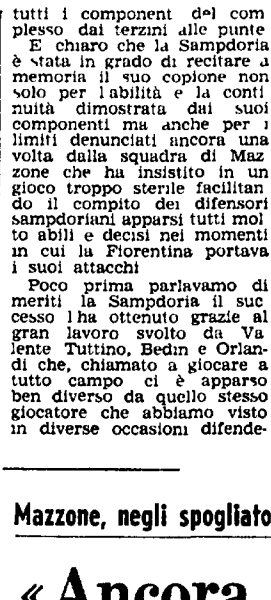 tutti i component del com
plesso dai terzini alle punte
E chiaro che la Sampdoria
è stata in grado di recitare a
memoria il suo copione non
solo per l abilità e la conti
nuità dimostrata dai suoi
componenti ma anche per i
limiti denunciati ancora una
volta dalla squadra di Maz
zone che ha insistito in un
gioco troppo sterile facilitan
do il compito dei difensori
sampdoriani apparsi tutti mol
to abili e decisi nei momenti
in cui la Fiorentina portava
i suoi attacchi
Poco prima parlavamo di
meriti la Sampdoria il suc
cesso l ha ottenuto grazie al
gran lavoro svolto da Va
lente Tuttino, Bedin e Orlan-
di che, chiamato a giocare a
tutto campo ci è apparso
ben diverso da quello stesso
giocatore che abbiamo visto
in diverse occasioni difende-
Mazzone, negli spogliato
« Ancora